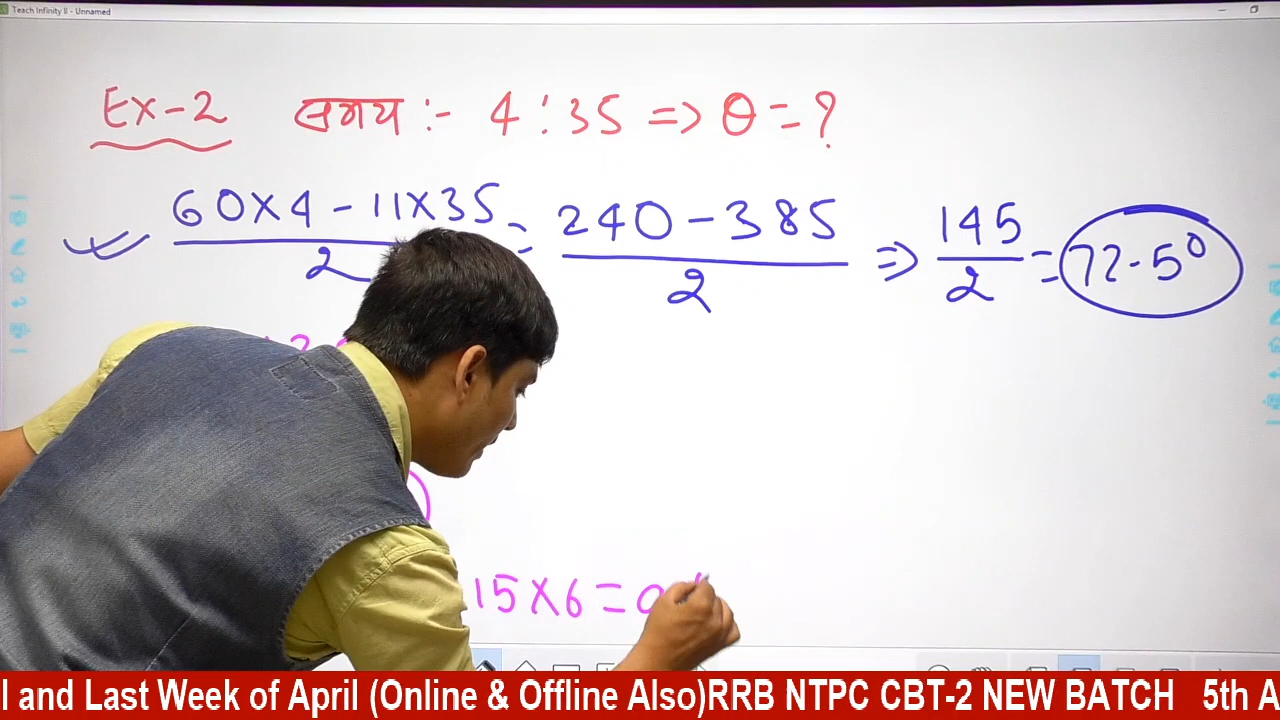 Teach Infinity II - Unnamed
Ex-2 समय :- 4:35 => θ = ?
60×4-11×35 / 2 = 240-385 / 2 => 145 / 2 = 72.5°
15×6=
l and Last Week of April (Online & Offline Also)RRB NTPC CBT-2 NEW BATCH 5th A